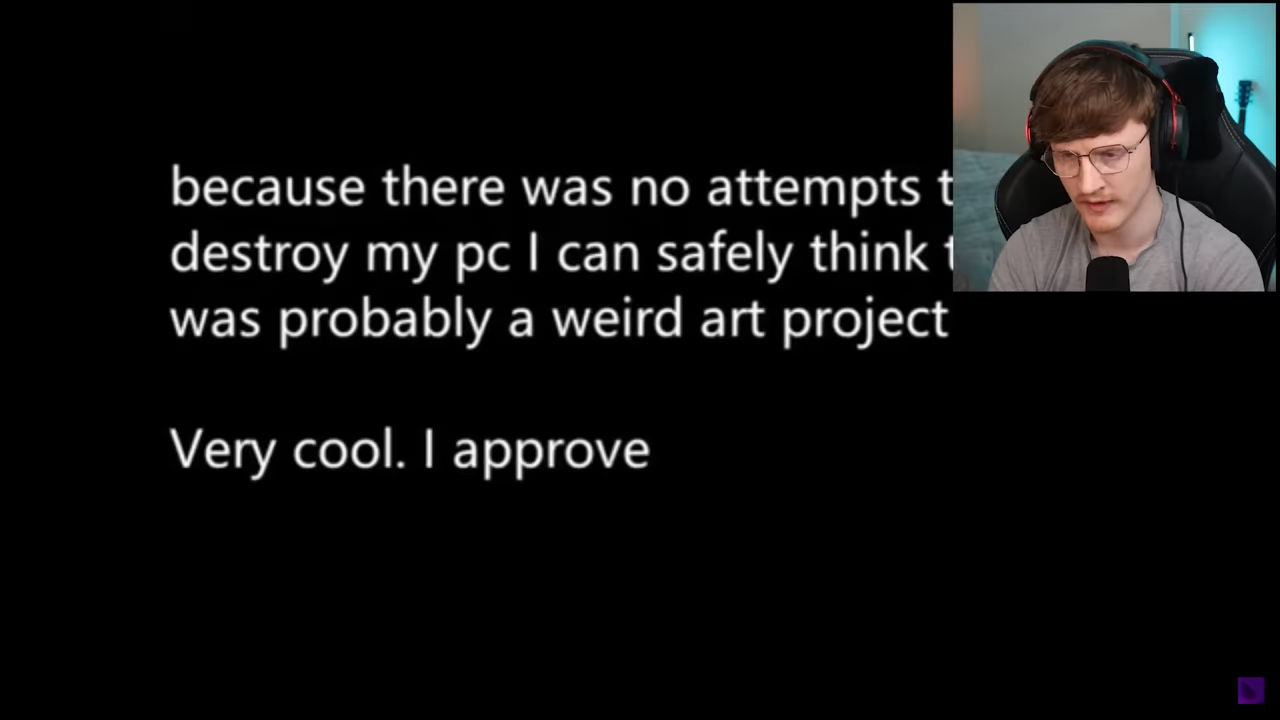 because there was no attempts
destroy my pc I can safely think
was probably a weird art project
Very cool. I approve